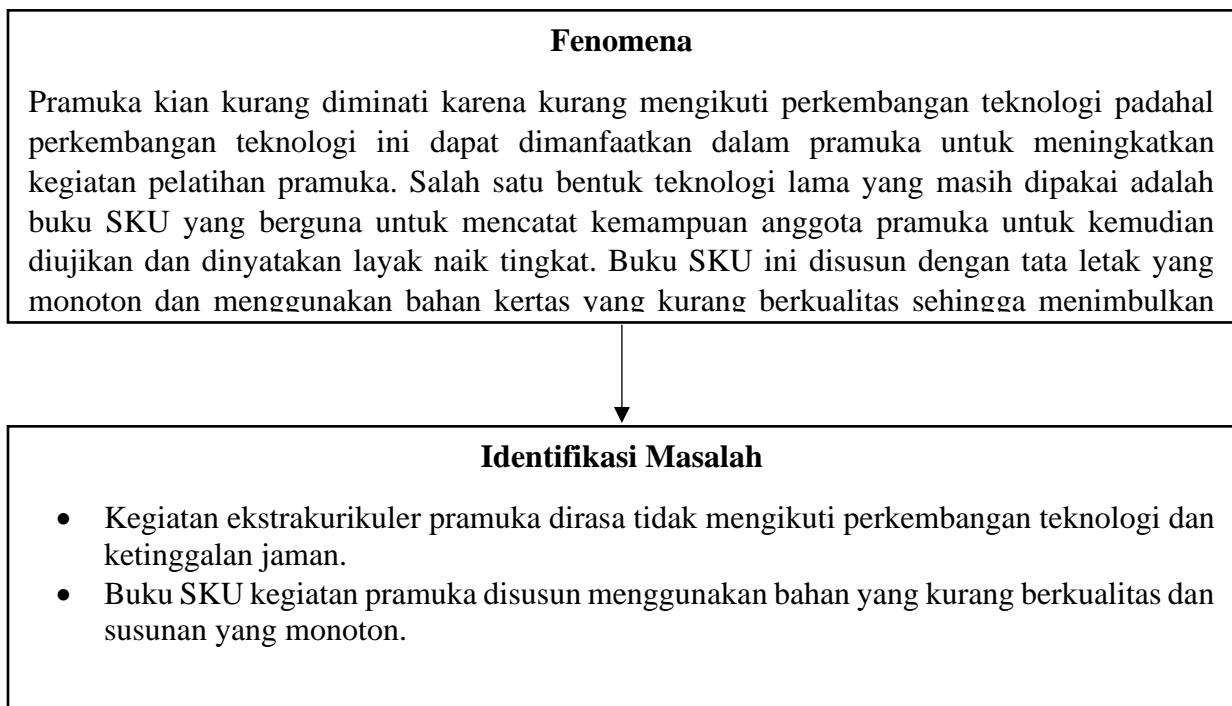 Fenomena
Pramuka kian kurang diminati karena kurang mengikuti perkembangan teknologi padahal
perkembangan teknologi ini dapat dimanfaatkan dalam pramuka untuk meningkatkan
kegiatan pelatihan pramuka. Salah satu bentuk teknologi lama yang masih dipakai adalah
buku SKU yang berguna untuk mencatat kemampuan anggota pramuka untuk kemudian
diujikan dan dinyatakan layak naik tingkat. Buku SKU ini disusun dengan tata letak yang
monoton dan menggunakan bahan kertas yang kurang berkualitas sehingga menimbulkan
Identifikasi Masalah
• Kegiatan ekstrakurikuler pramuka dirasa tidak mengikuti perkembangan teknologi dan
ketinggalan jaman.
• Buku SKU kegiatan pramuka disusun menggunakan bahan yang kurang berkualitas dan
susunan yang monoton.